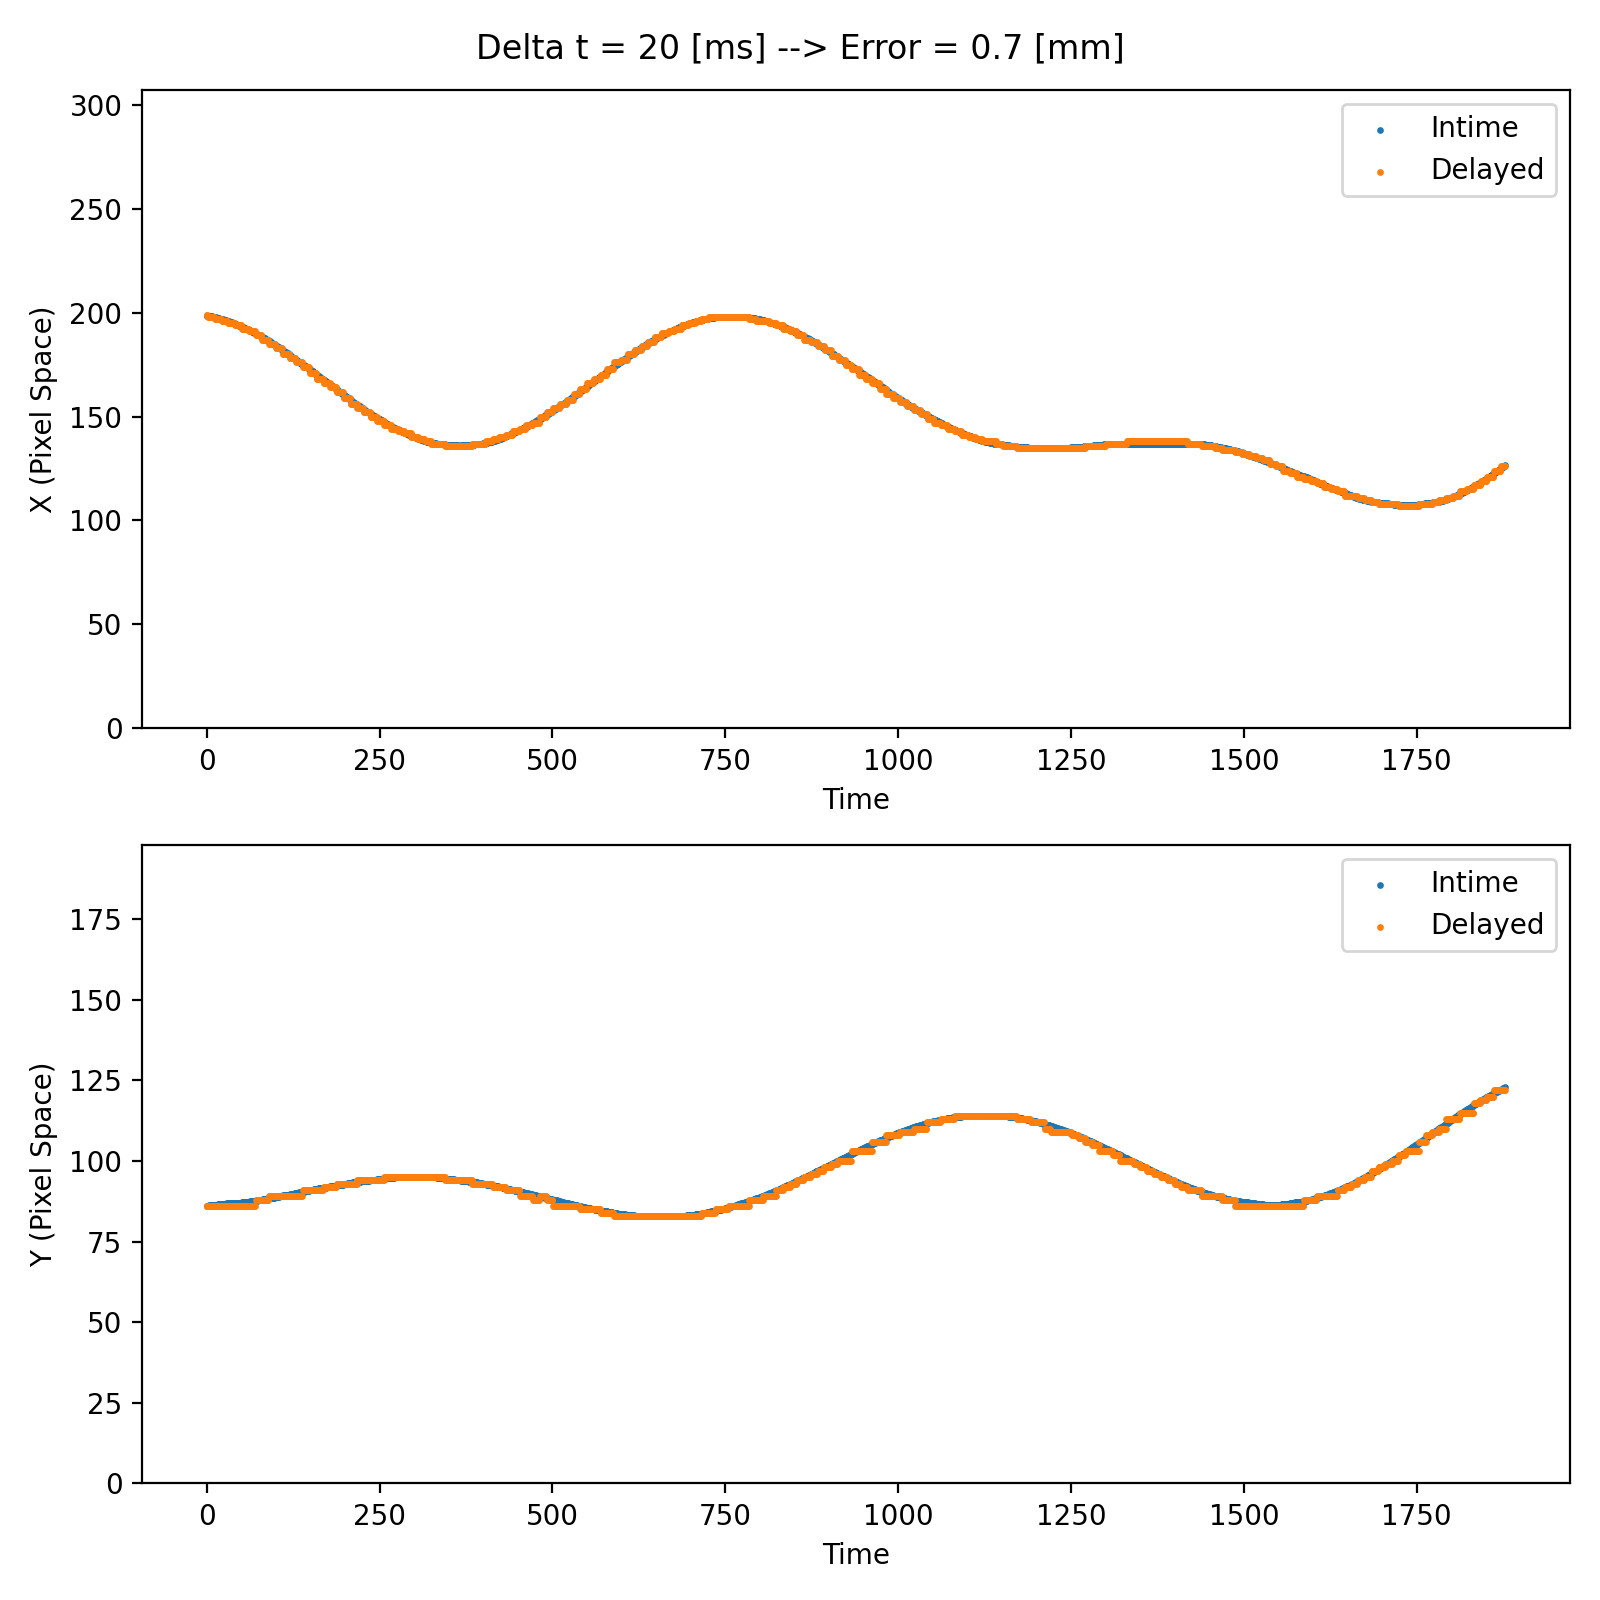 Delta t = 20 [ms] --> Error = 0.7 [mm]
300
250
200
150
100
50
0
X (Pixel Space)
Intime
Delayed
0 250 500 750 1000 1250 1500 1750
Time
175
150
125
100
75
50
25
0
Y (Pixel Space)
Intime
Delayed
0 250 500 750 1000 1250 1500 1750
Time